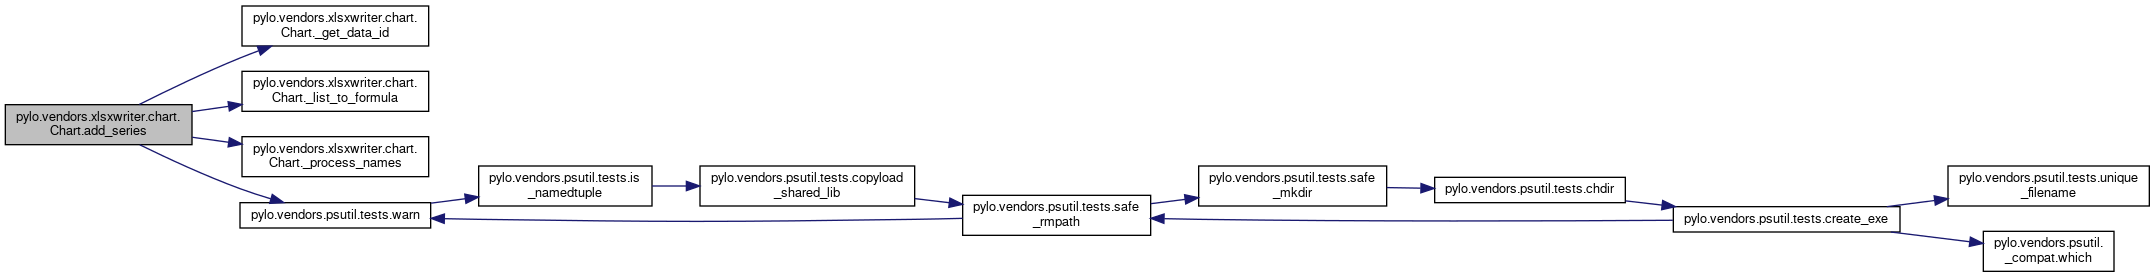 pylo.vendors.xlsxwriter.chart.
Chart._get_data_id
pylo.vendors.xlsxwriter.chart.
Chart._list_to_formula
pylo.vendors.xlsxwriter.chart.
Chart.add_series
pylo.vendors.xlsxwriter.chart.
Chart._process_names
pylo.vendors.psutil.tests.warn
pylo.vendors.psutil.tests.is
_namedtuple
pylo.vendors.psutil.tests.copyload
_shared_lib
pylo.vendors.psutil.tests.safe
_rmpath
pylo.vendors.psutil.tests.safe
_mkdir
pylo.vendors.psutil.tests.chdir
pylo.vendors.psutil.tests.create_exe
pylo.vendors.psutil.tests.unique
_filename
pylo.vendors.psutil.
_compat.which